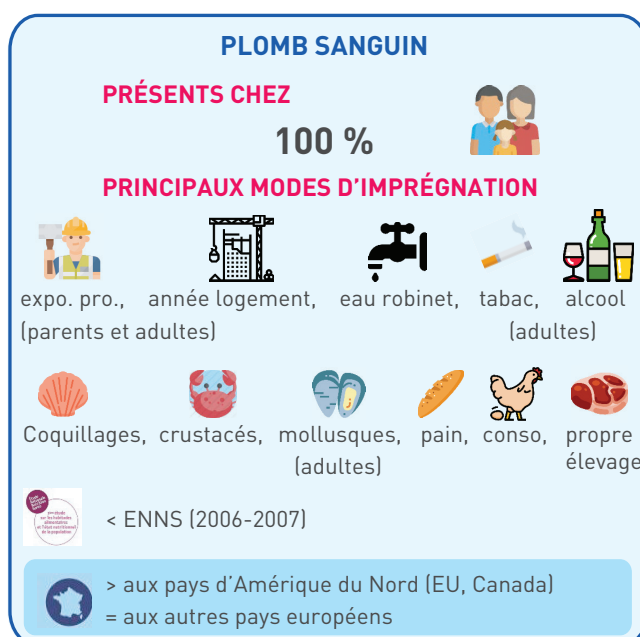 PLOMB SANGUIN
PRÉSENTS CHEZ
100 %
PRINCIPAUX MODES D'IMPRÉGNATION
expo. pro., année logement, eau robinet, tabac, alcool
(parents et adultes) (adultes)
Coquillages, crustacés, mollusques, pain, conso, propre
(adultes) élevage
< ENNS (2006-2007)
> aux pays d'Amérique du Nord (EU, Canada)
= aux autres pays européens